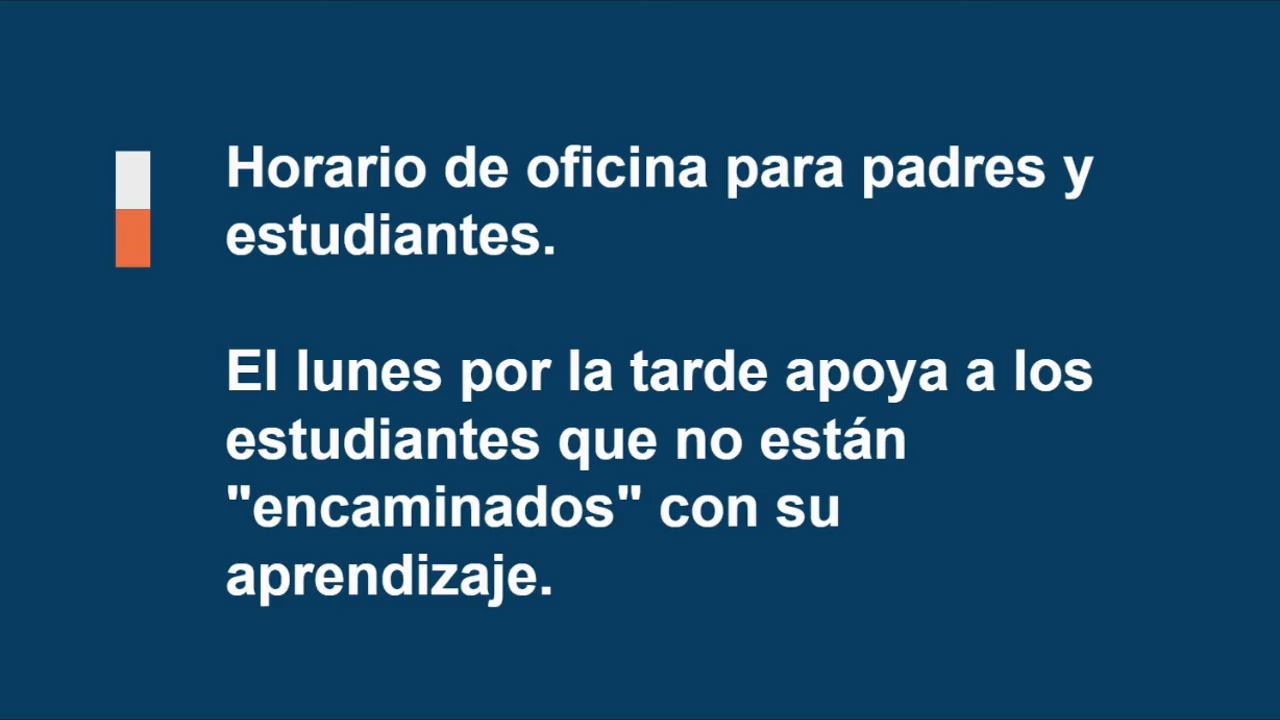 Horario de oficina para padres y
estudiantes.
El lunes por la tarde apoya a los
estudiantes que no están
"encaminados" con su
aprendizaje.